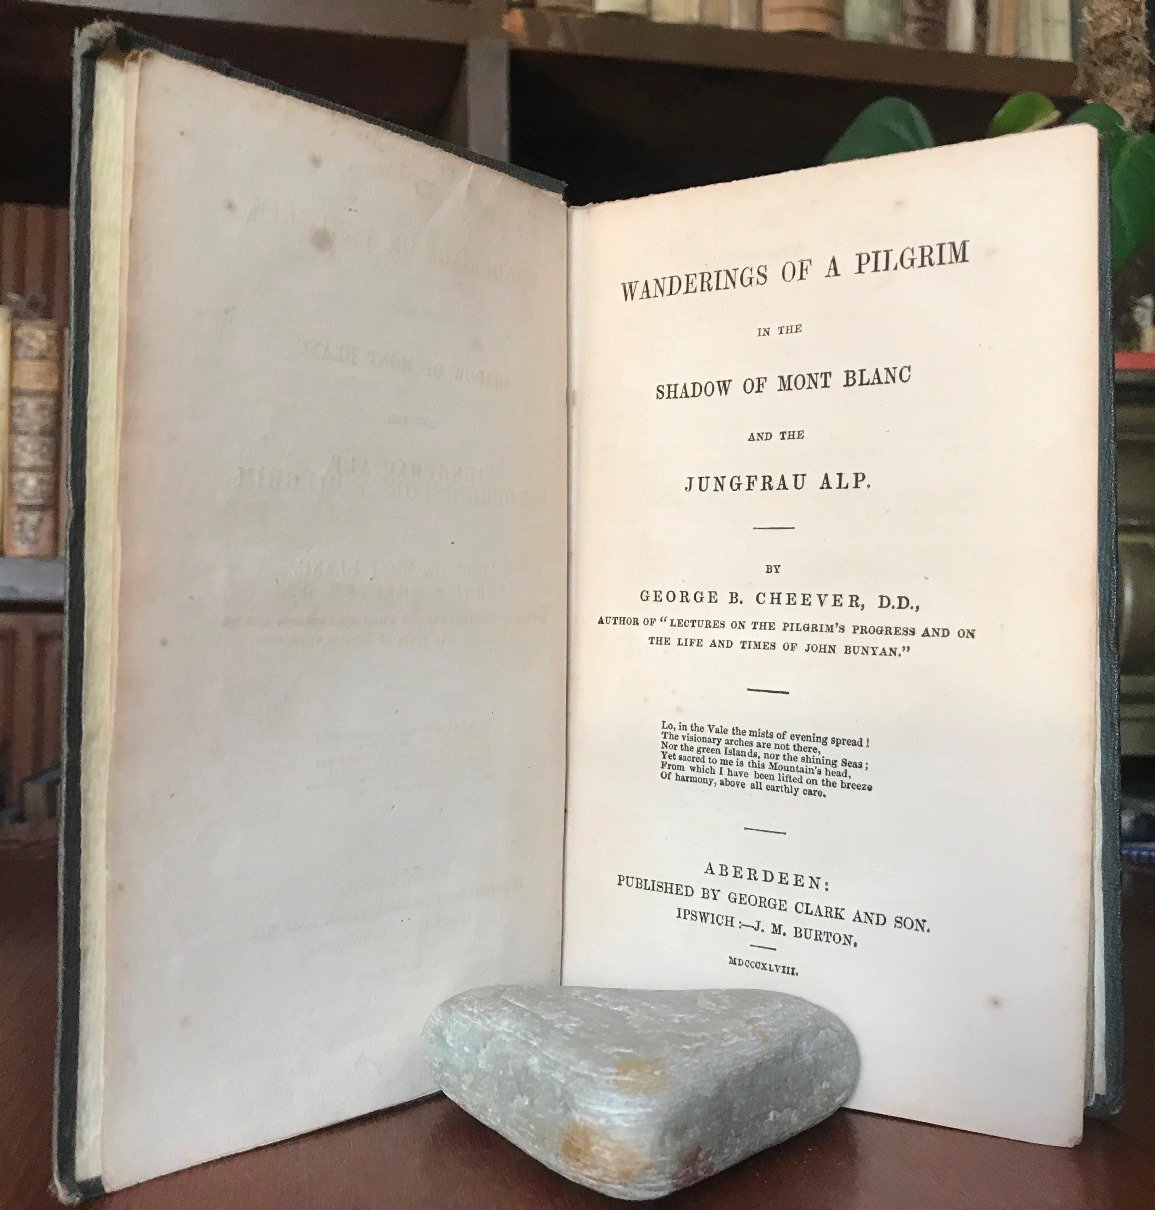 WANDERINGS OF A PILGRIM
IN THE
SHADOW OF MONT BLANC
AND THE
JUNGFRAU ALP.
BY
GEORGE B. CHEEVER, D.D.,
AUTHOR OF "LECTURES ON THE PILGRIM'S PROGRESS AND ON
THE LIFE AND TIMES OF JOHN BUNYAN."
Lo, in the Vale the mists of evening spread!
The visionary arches are not there,
Nor the green Islands, nor the shining Seas;
Yet sacred to me is this Mountain's head,
From which I have been lifted on the breeze
Of harmony, above all earthly care.
ABERDEEN:
PUBLISHED BY GEORGE CLARK AND SON.
IPSWICH:—J. M. BURTON.
MDCCCXLVIII.